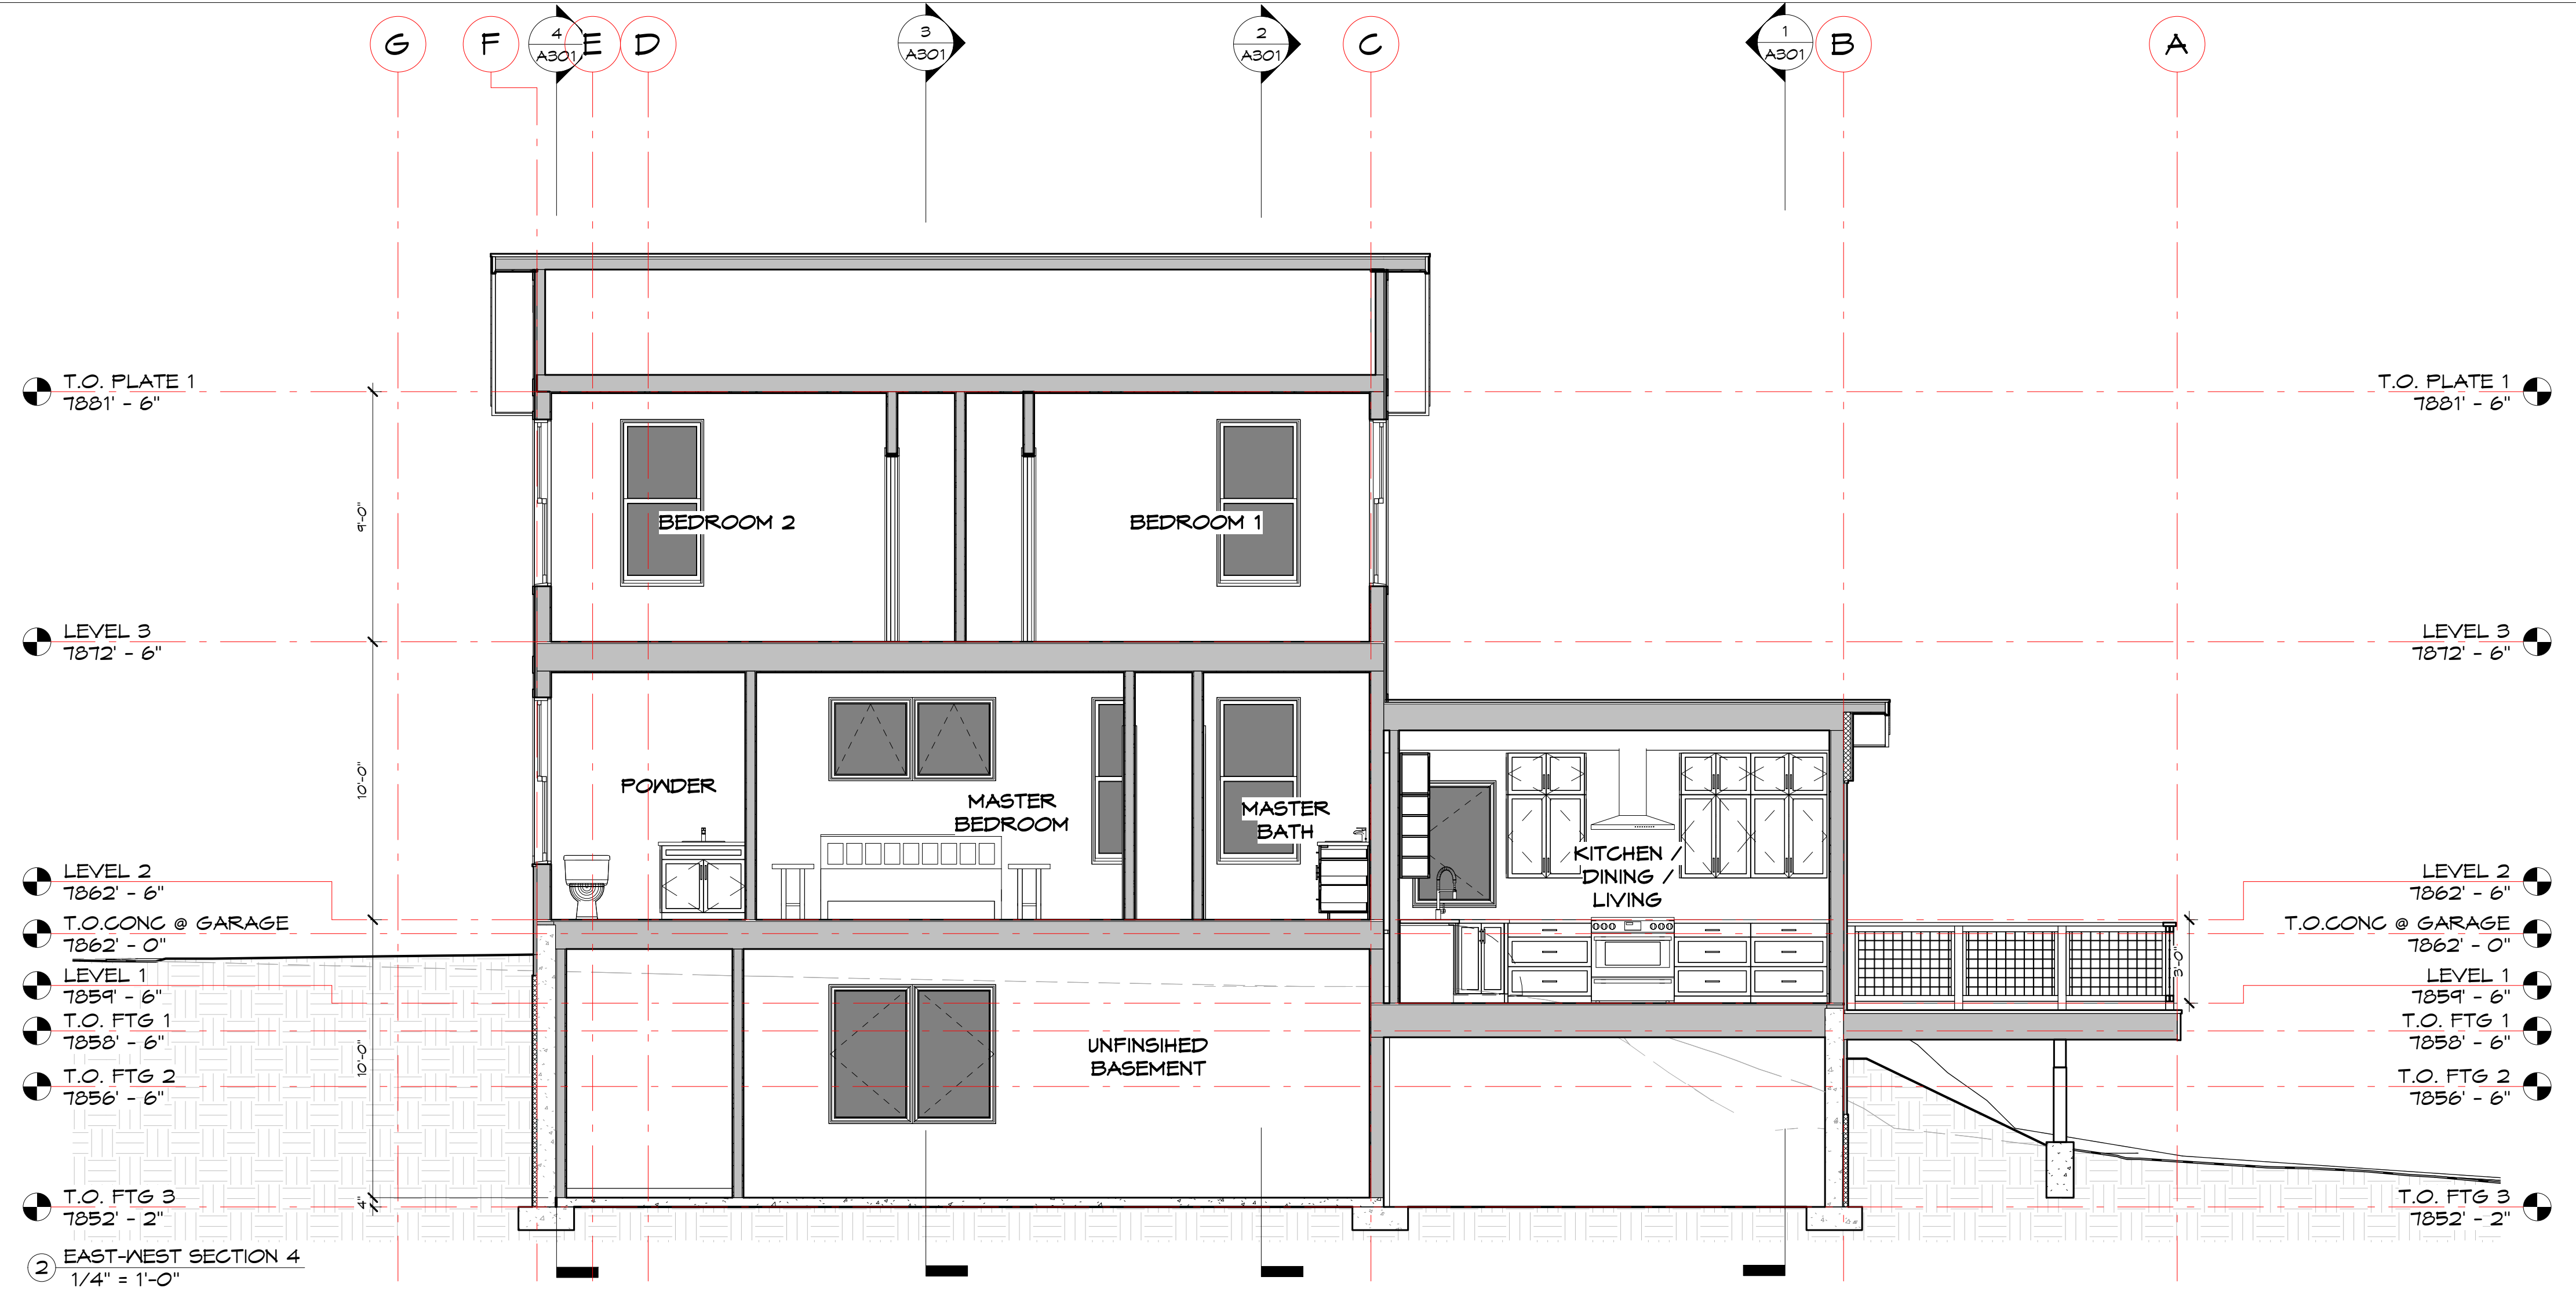 G
F
4
A301
E
D
3
A301
2
A301
C
1
A301
B
A
T.O. PLATE 1
7881' - 6"
T.O. PLATE 1
7881' - 6"
9'-0"
BEDROOM 2
BEDROOM 1
LEVEL 3
7872' - 6"
LEVEL 3
7872' - 6"
10'-0"
POWDER
MASTER
BEDROOM
MASTER
BATH
KITCHEN /
DINING /
LIVING
LEVEL 2
7862' - 6"
LEVEL 2
7862' - 6"
T.O.CONC @ GARAGE
7862' - 0"
T.O.CONC @ GARAGE
7862' - 0"
3'-0"
LEVEL 1
7859' - 6"
LEVEL 1
7859' - 6"
T.O. FTG 1
7858' - 6"
T.O. FTG 1
7858' - 6"
10'-0"
UNFINSIHED
BASEMENT
T.O. FTG 2
7856' - 6"
T.O. FTG 2
7856' - 6"
T.O. FTG 3
7852' - 2"
4"
T.O. FTG 3
7852' - 2"
2
EAST-WEST SECTION 4
1/4" = 1'-0"